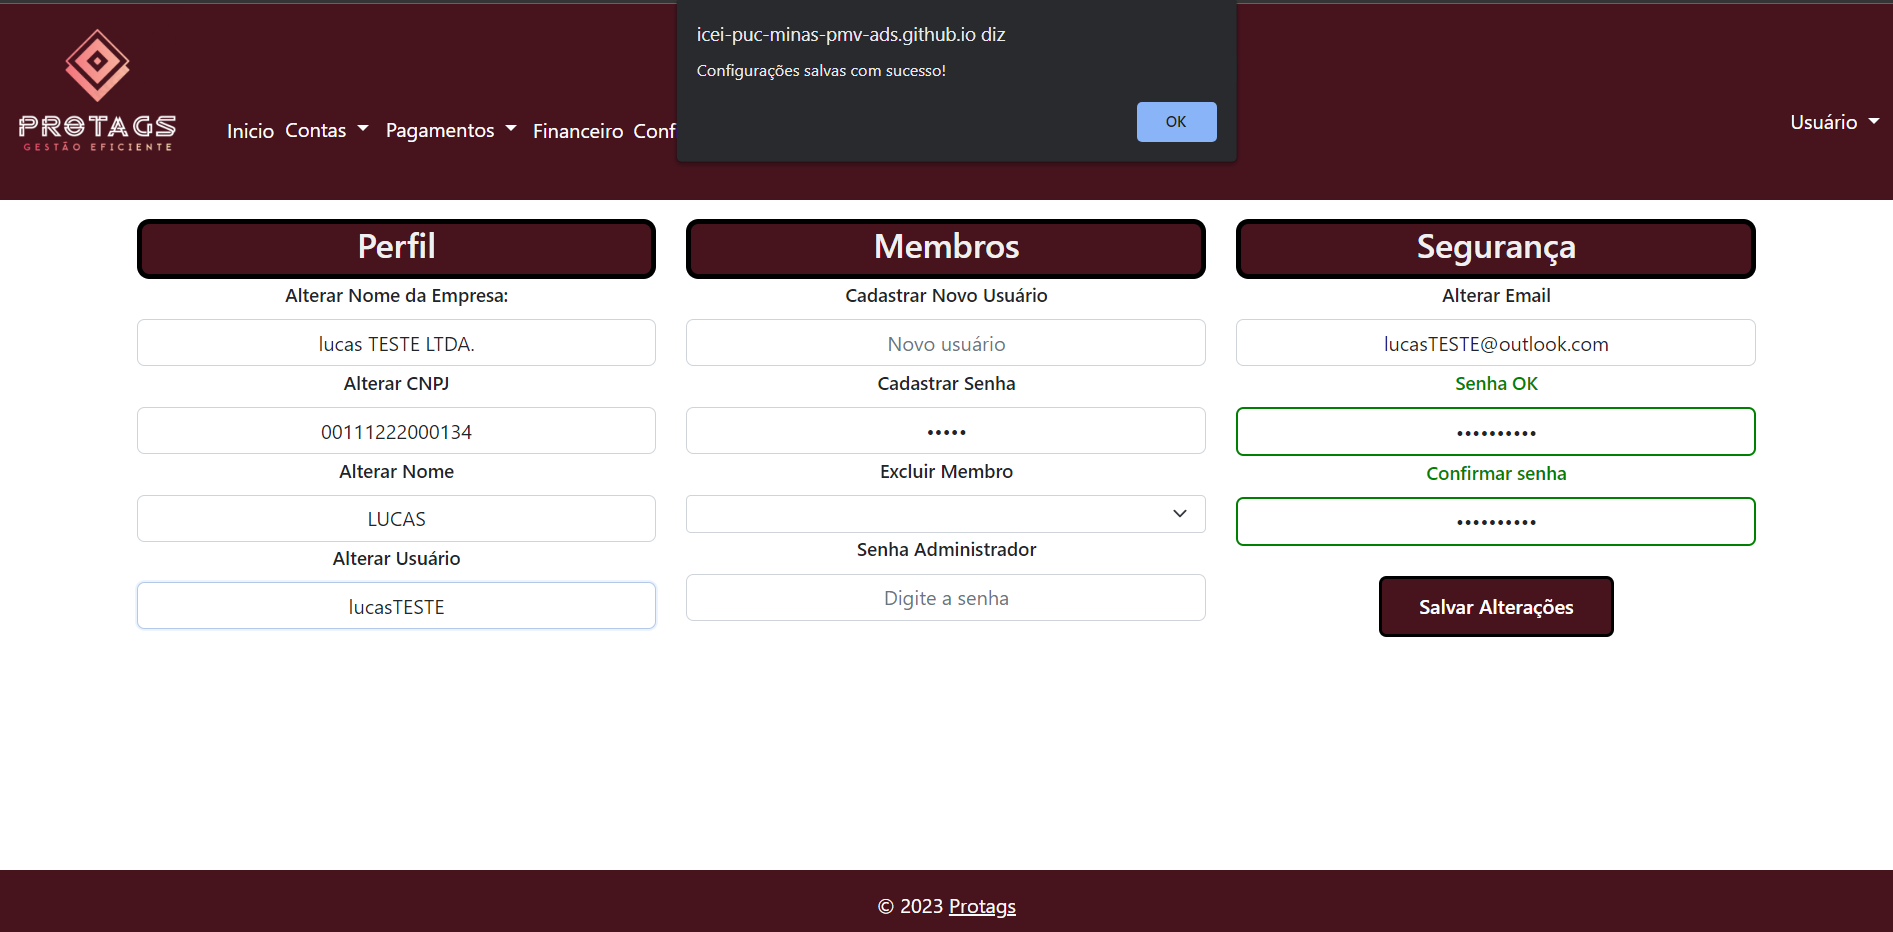 icei-puc-minas-pmv-ads.github.io diz
Configurações salvas com sucesso!
OK
PROTAGS
GESTÃO EFICIENTE
Inicio Contas Pagamentos Financeiro Conf
Usuário
Perfil
Alterar Nome da Empresa:
lucas TESTE LTDA.
Alterar CNPJ
00111222000134
Alterar Nome
LUCAS
Alterar Usuário
lucasTESTE
Membros
Cadastrar Novo Usuário
Novo usuário
Cadastrar Senha
•••••
Excluir Membro
Senha Administrador
Digite a senha
Segurança
Alterar Email
lucasTESTE@outlook.com
Senha OK
••••••••••
Confirmar senha
••••••••••
Salvar Alterações
© 2023 Protags